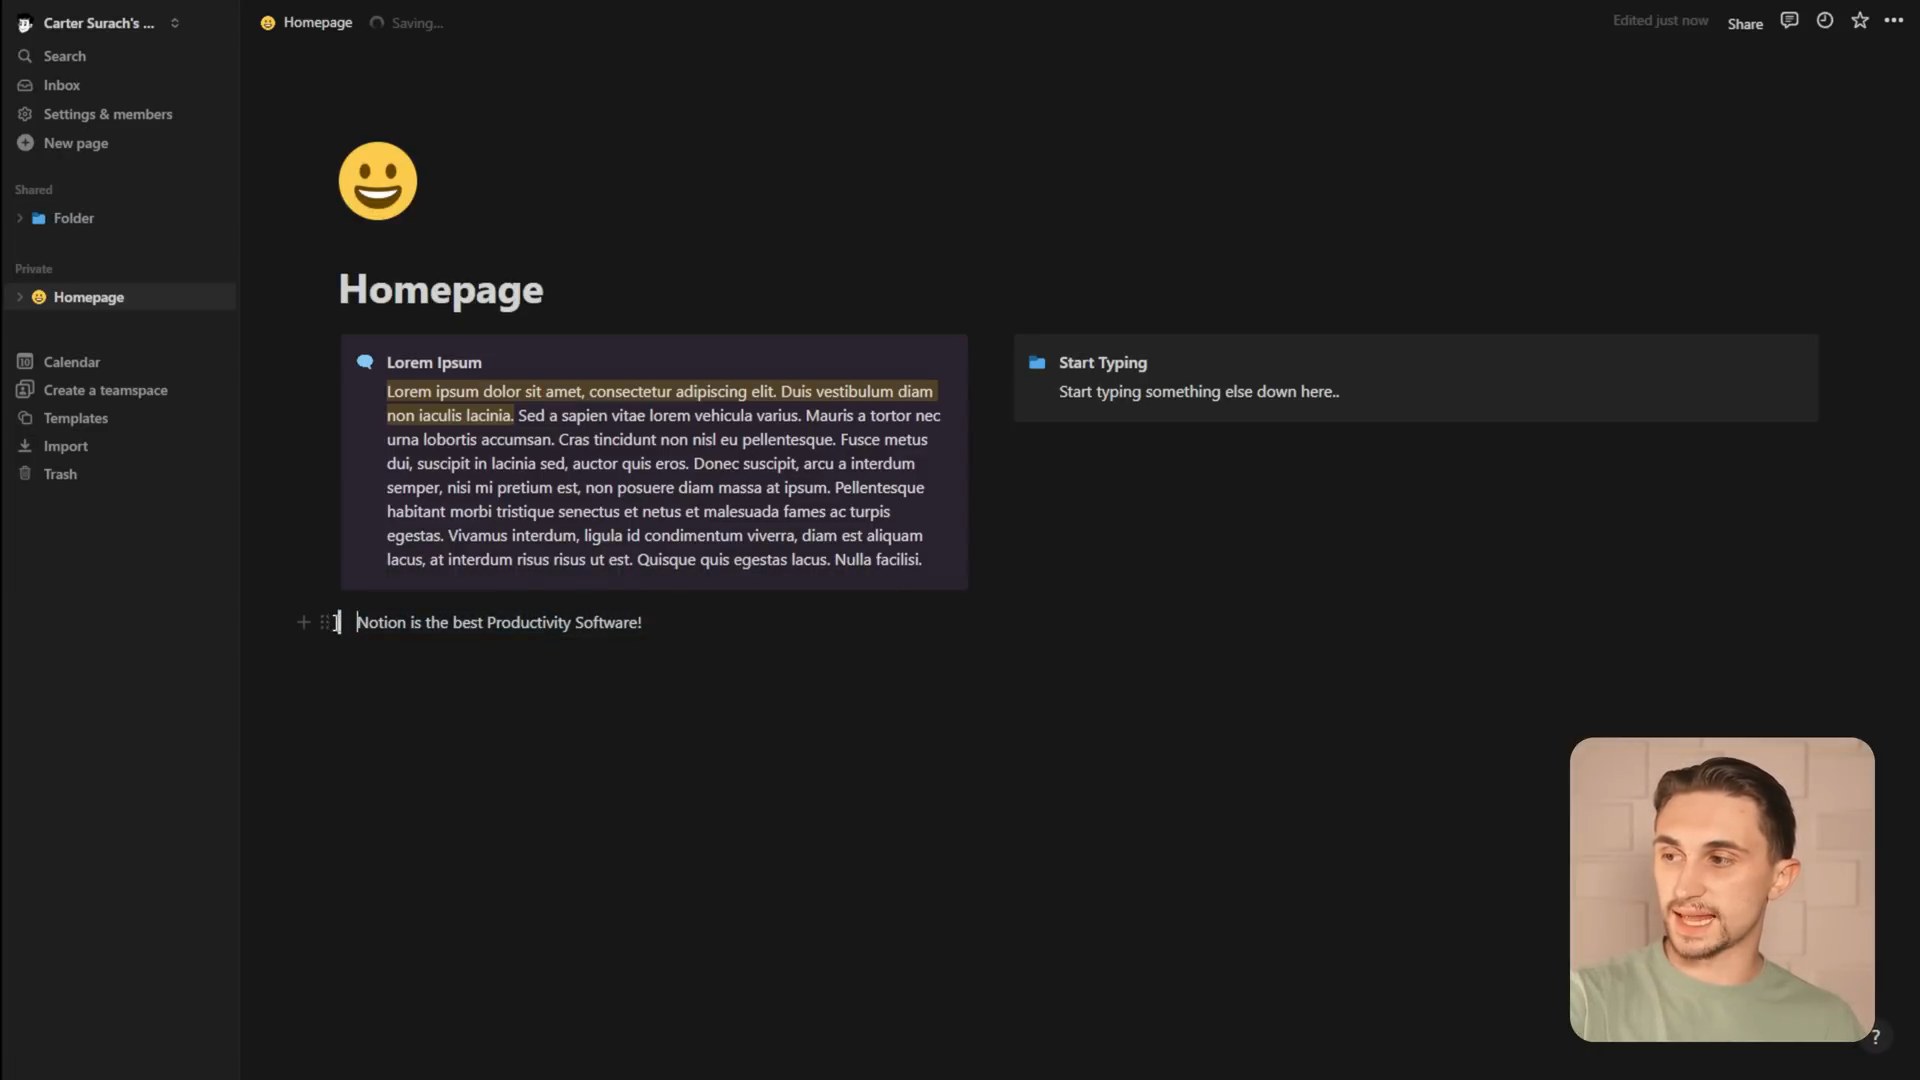 Carter Surach's ...
Search
Inbox
Settings & members
New page
Shared
Folder
Private
Homepage
Calendar
Create a teamspace
Templates
Import
Trash
Homepage
Saving...
Edited just now
Share
Homepage
Lorem Ipsum
Lorem ipsum dolor sit amet, consectetur adipiscing elit. Duis vestibulum diam
non iaculis lacinia. Sed a sapien vitae lorem vehicula varius. Mauris a tortor nec
urna lobortis accumsan. Cras tincidunt non nisl eu pellentesque. Fusce metus
dui, suscipit in lacinia sed, auctor quis eros. Donec suscipit, arcu a interdum
semper, nisi mi pretium est, non posuere diam massa at ipsum. Pellentesque
habitant morbi tristique senectus et netus et malesuada fames ac turpis
egestas. Vivamus interdum, ligula id condimentum viverra, diam est aliquam
lacus, at interdum risus risus ut est. Quisque quis egestas lacus. Nulla facilisi.
Start Typing
Start typing something else down here..
Notion is the best Productivity Software!
?